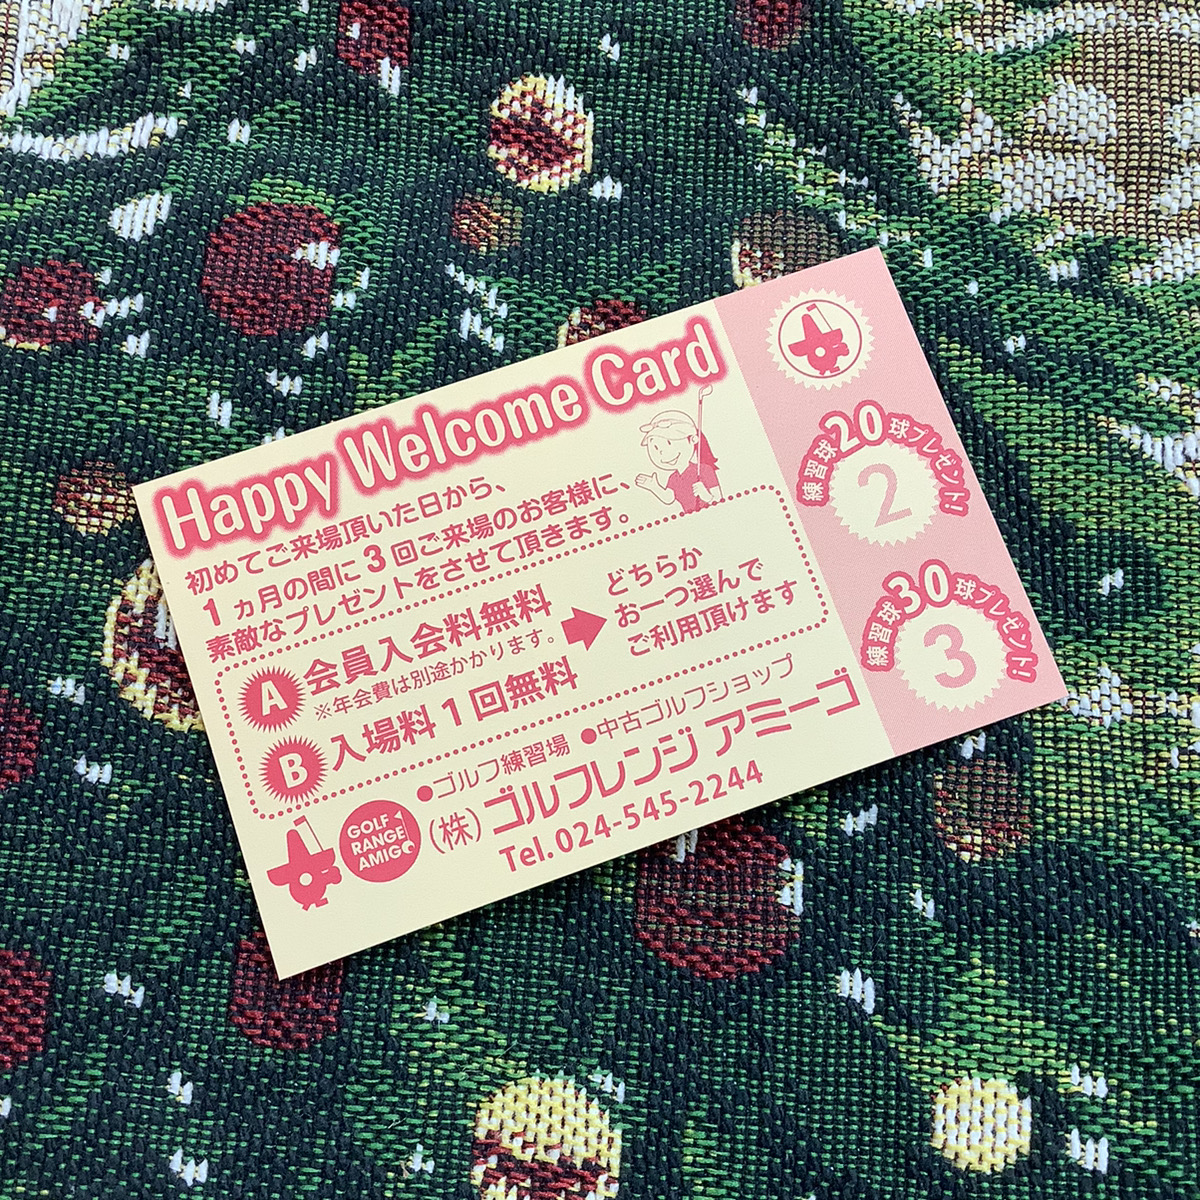 Happy Welcome Card
初めてご来場頂いた日から、
1ヵ月の間に3回ご来場のお客様に、
素敵なプレゼントをさせて頂きます。
A 会員入会料無料
※年会費は別途かかります。
B 入場料1回無料
どちらか
お一つ選んで
ご利用頂けます
●ゴルフ練習場 ●中古ゴルフショップ
(株)ゴルフレンジ アミーゴ
Tel. 024-545-2244
GOLF
RANGE
AMIGO
練習球20球プレゼント!
2
練習球30球プレゼント!
3